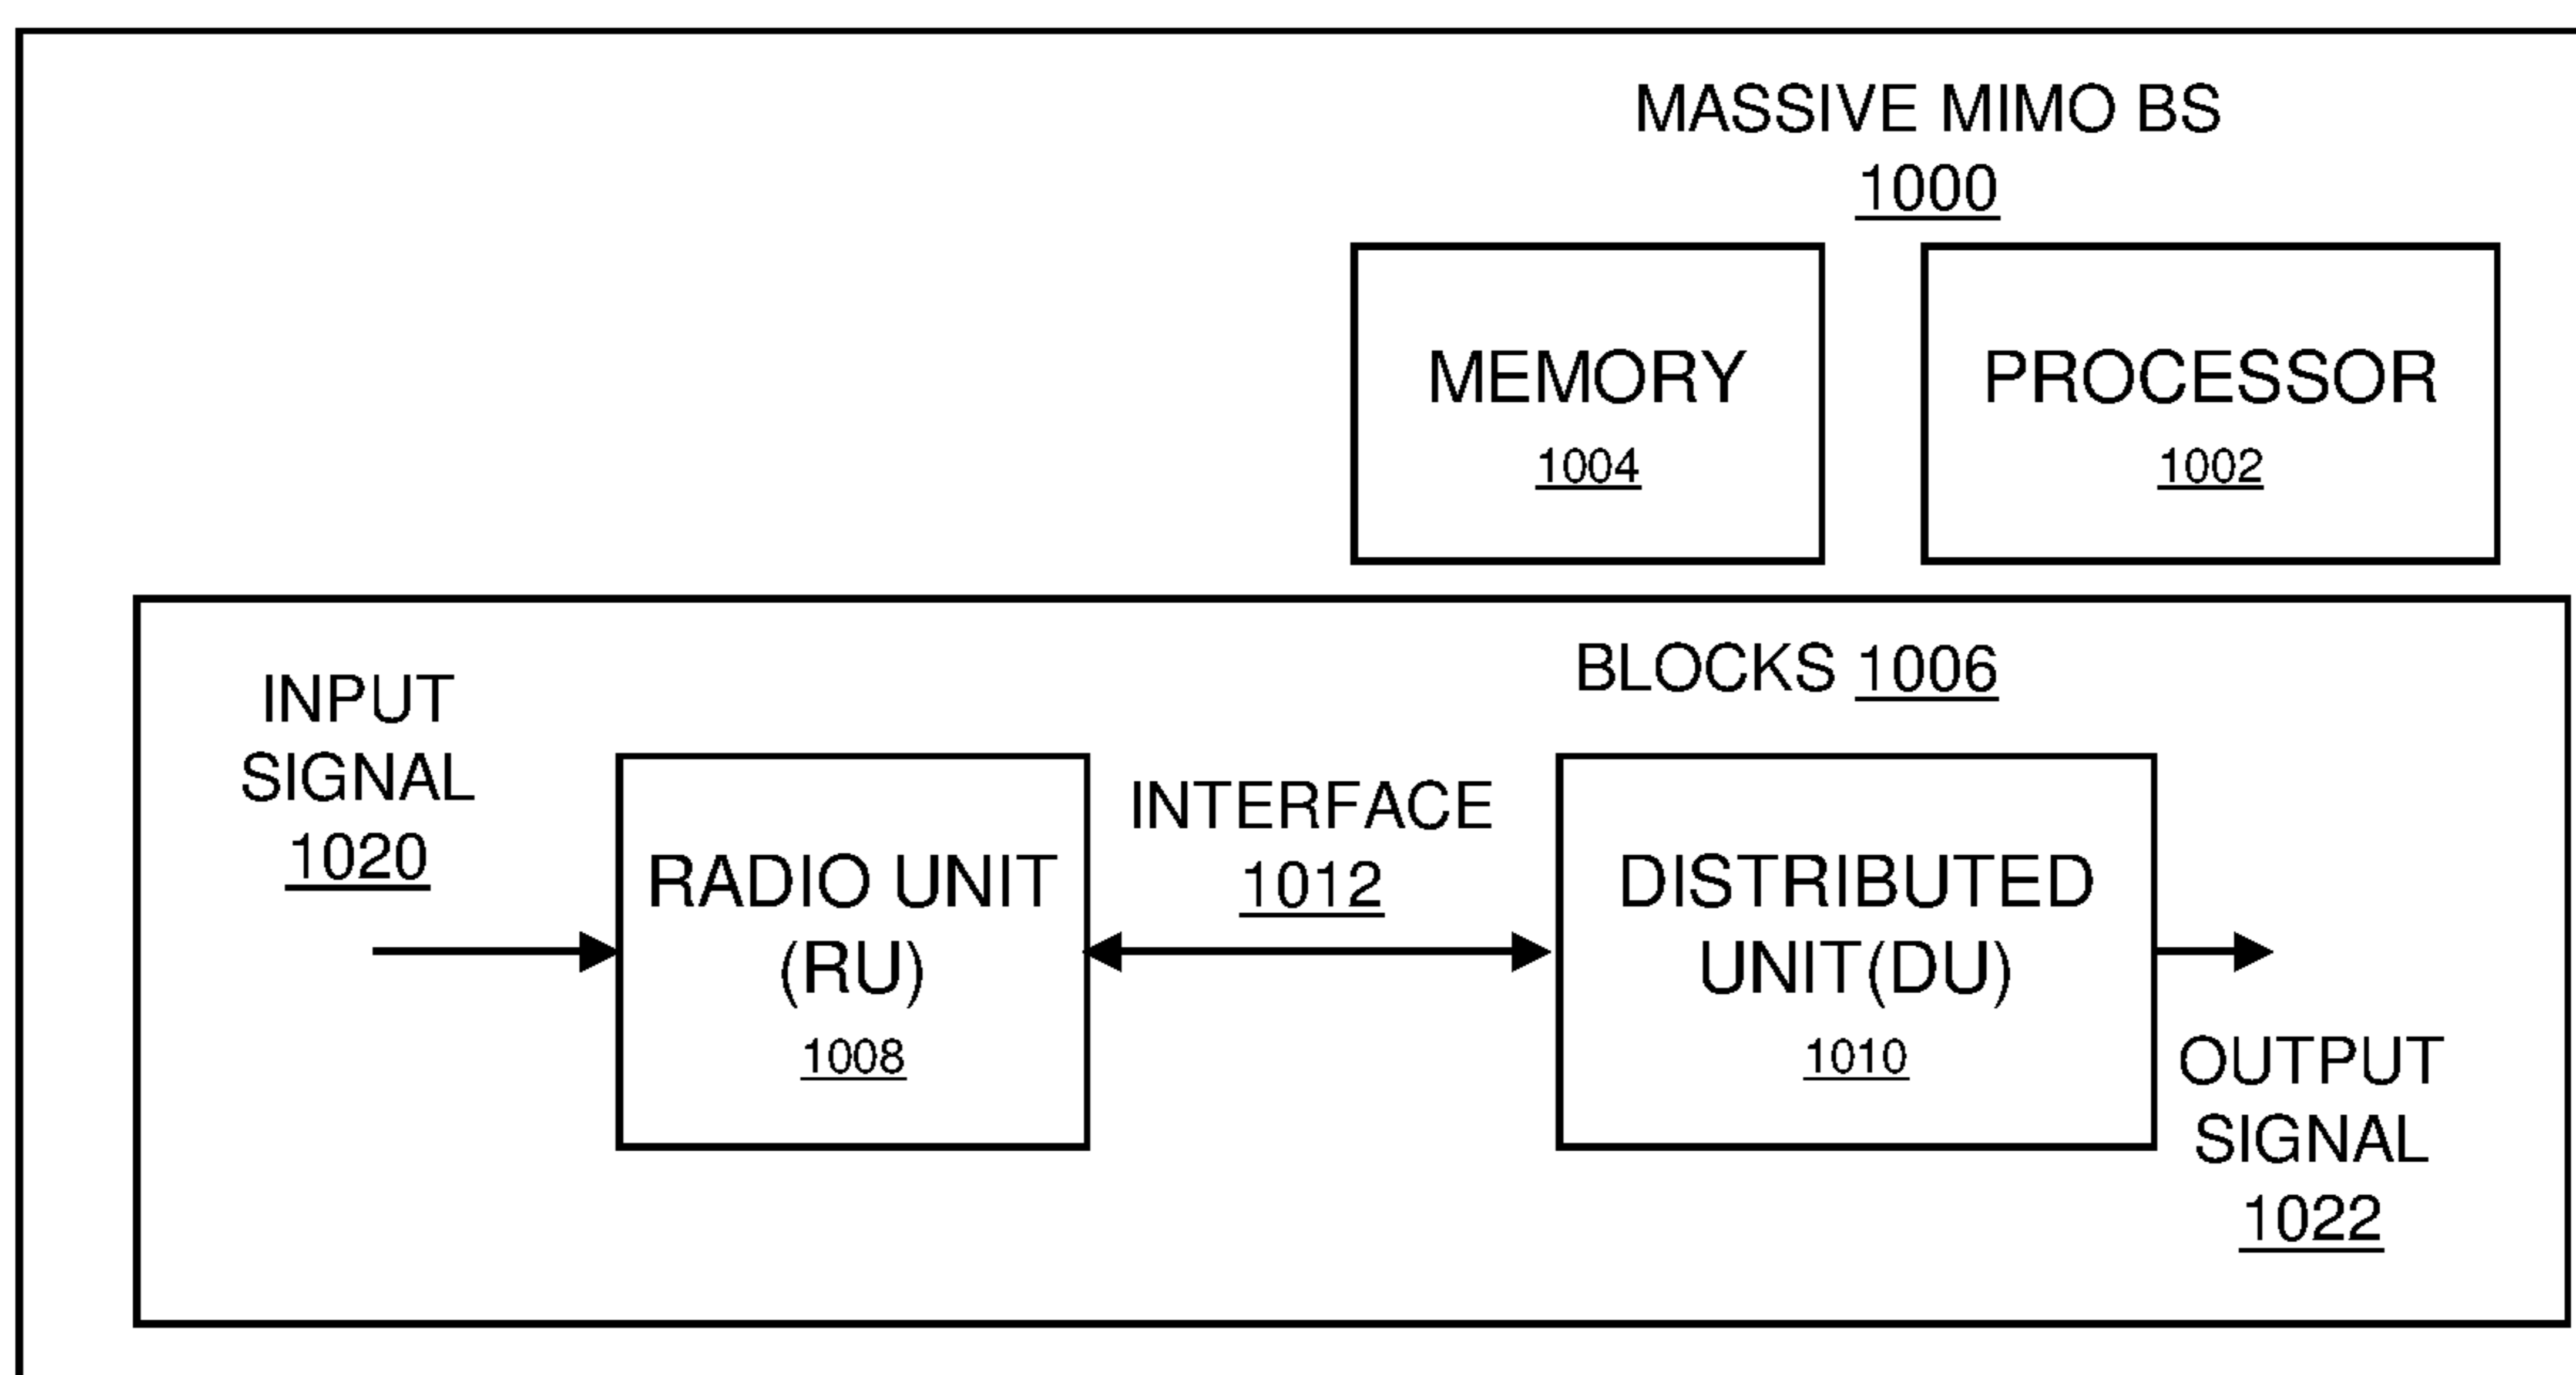 MASSIVE MIMO BS
1000
MEMORY
1004
PROCESSOR
1002
BLOCKS 1006
INPUT
SIGNAL
1020
RADIO UNIT
(RU)
1008
INTERFACE
1012
DISTRIBUTED
UNIT(DU)
1010
OUTPUT
SIGNAL
1022